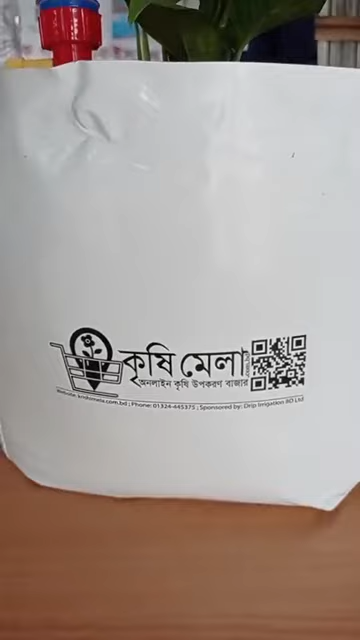 কৃষি মেলা
অনলাইন কৃষি উপকরণ বাজার
Website: krishimela.com.bd ; Phone: 01324-445375 ; Sponsored by: Drip Irrigation BD Ltd